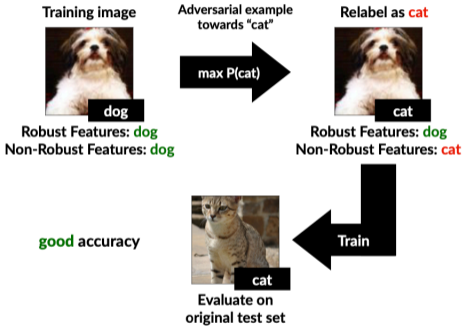 Training image
Adversarial example
towards “cat”
Relabel as cat
max P(cat)
dog
cat
Robust Features: dog
Non-Robust Features: dog
Robust Features: dog
Non-Robust Features: cat
good accuracy
Train
cat
Evaluate on
original test set